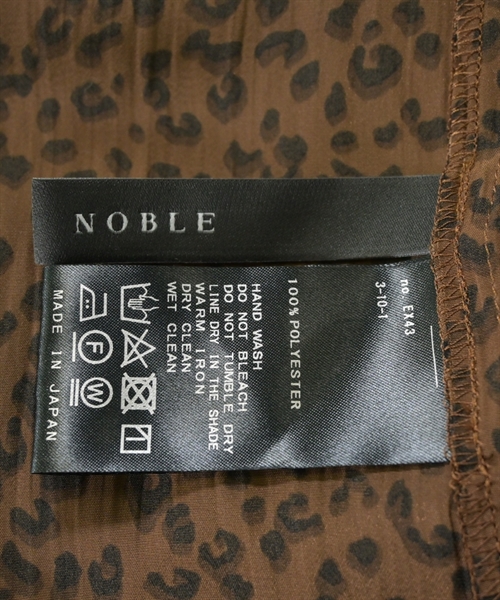 NOBLE
no. EX43
3-10-1
100% POLYESTER
HAND WASH
DO NOT BLEACH
DO NOT TUMBLE DRY
LINE DRY IN THE SHADE
WARM IRON
DRY CLEAN
WET CLEAN
F
W
MADE IN JAPAN